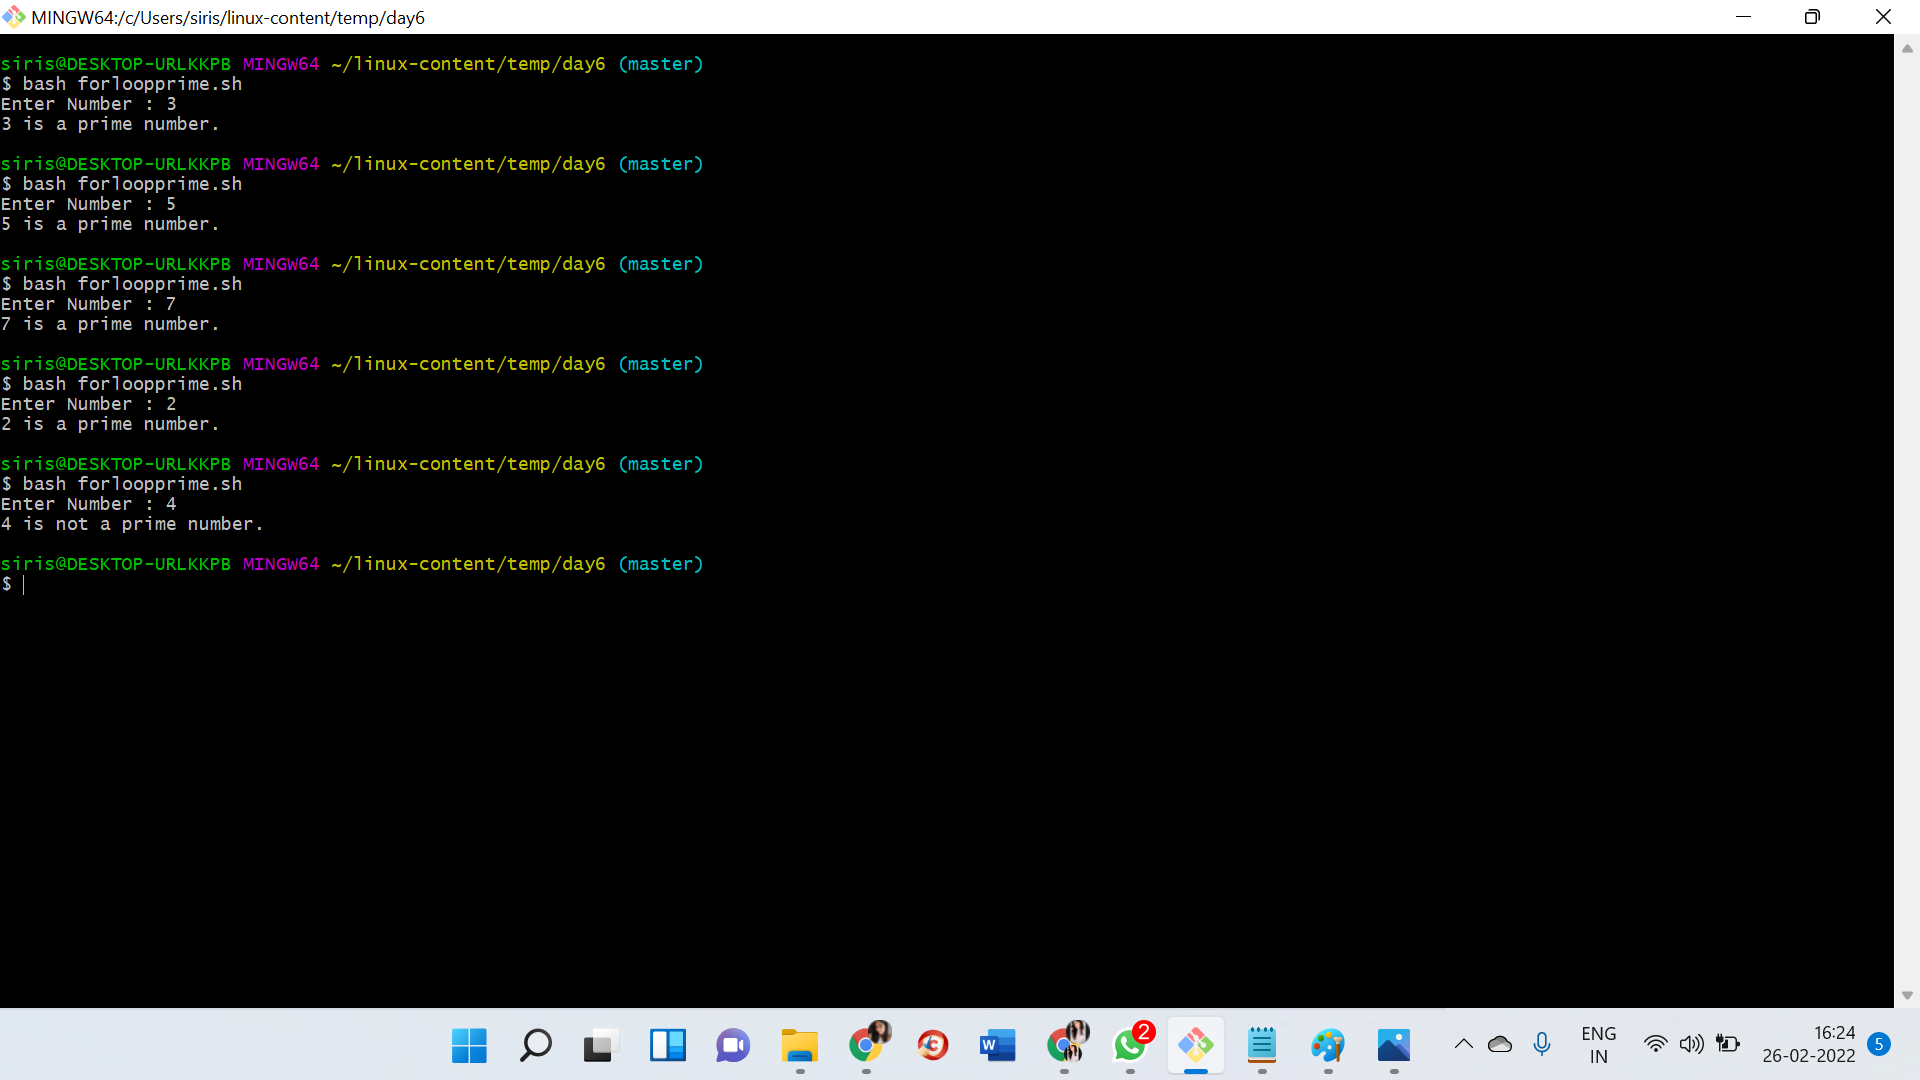 MINGW64:/c/Users/siris/linux-content/temp/day6
siris@DESKTOP-URLKKPB MINGW64 ~/linux-content/temp/day6 (master)
$ bash forloopprime.sh
Enter Number : 3
3 is a prime number.
siris@DESKTOP-URLKKPB MINGW64 ~/linux-content/temp/day6 (master)
$ bash forloopprime.sh
Enter Number : 5
5 is a prime number.
siris@DESKTOP-URLKKPB MINGW64 ~/linux-content/temp/day6 (master)
$ bash forloopprime.sh
Enter Number : 7
7 is a prime number.
siris@DESKTOP-URLKKPB MINGW64 ~/linux-content/temp/day6 (master)
$ bash forloopprime.sh
Enter Number : 2
2 is a prime number.
siris@DESKTOP-URLKKPB MINGW64 ~/linux-content/temp/day6 (master)
$ bash forloopprime.sh
Enter Number : 4
4 is not a prime number.
siris@DESKTOP-URLKKPB MINGW64 ~/linux-content/temp/day6 (master)
$
W
2
ENG
IN
16:24
26-02-2022
5